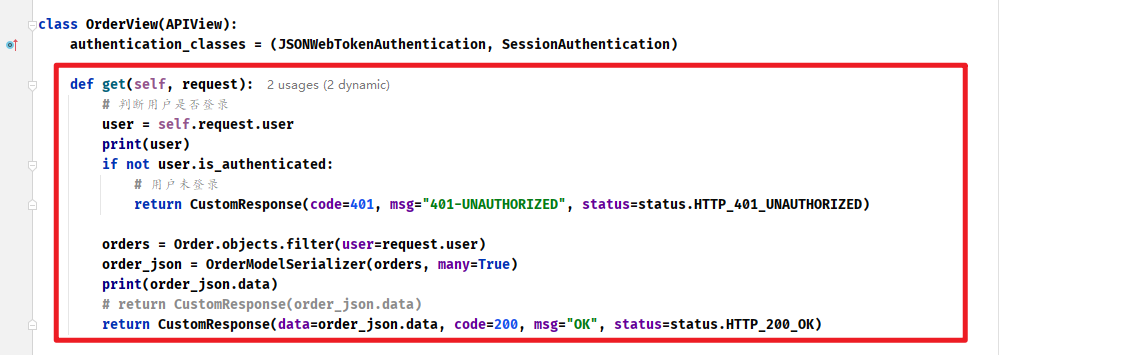 class OrderView(APIView):
    authentication_classes = (JSONWebTokenAuthentication, SessionAuthentication)
    def get(self, request):  2 usages (2 dynamic)
        # 判断用户是否登录
        user = self.request.user
        print(user)
        if not user.is_authenticated:
            # 用户未登录
            return CustomResponse(code=401, msg="401-UNAUTHORIZED", status=status.HTTP_401_UNAUTHORIZED)
        orders = Order.objects.filter(user=request.user)
        order_json = OrderModelSerializer(orders, many=True)
        print(order_json.data)
        # return CustomResponse(order_json.data)
        return CustomResponse(data=order_json.data, code=200, msg="OK", status=status.HTTP_200_OK)